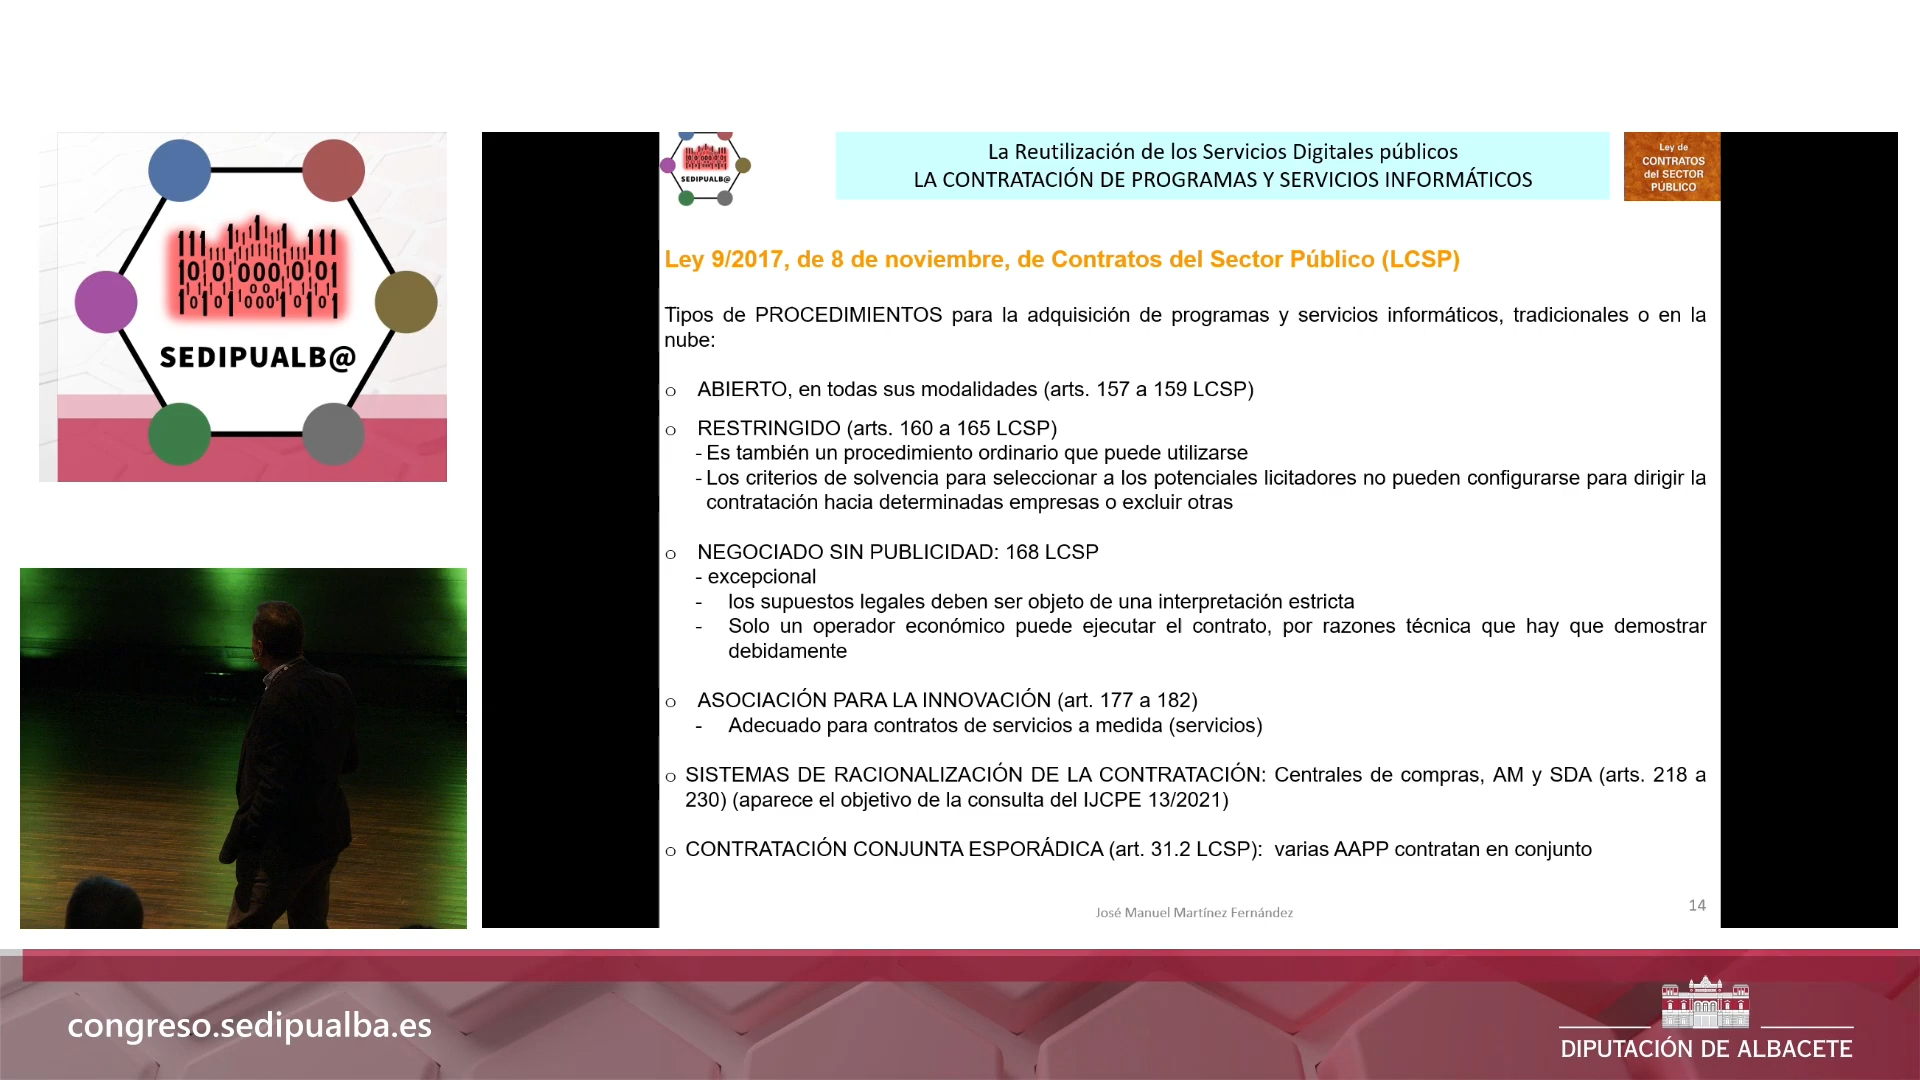 SEDIPUALB@
SEDIPUALB@
La Reutilización de los Servicios Digitales públicos
LA CONTRATACIÓN DE PROGRAMAS Y SERVICIOS INFORMÁTICOS
Ley de
CONTRATOS
del SECTOR
PÚBLICO
Ley 9/2017, de 8 de noviembre, de Contratos del Sector Público (LCSP)
Tipos de PROCEDIMIENTOS para la adquisición de programas y servicios informáticos, tradicionales o en la
nube:
o ABIERTO, en todas sus modalidades (arts. 157 a 159 LCSP)
o RESTRINGIDO (arts. 160 a 165 LCSP)
- Es también un procedimiento ordinario que puede utilizarse
- Los criterios de solvencia para seleccionar a los potenciales licitadores no pueden configurarse para dirigir la
contratación hacia determinadas empresas o excluir otras
o NEGOCIADO SIN PUBLICIDAD: 168 LCSP
- excepcional
- los supuestos legales deben ser objeto de una interpretación estricta
- Solo un operador económico puede ejecutar el contrato, por razones técnica que hay que demostrar
debidamente
o ASOCIACIÓN PARA LA INNOVACIÓN (art. 177 a 182)
- Adecuado para contratos de servicios a medida (servicios)
o SISTEMAS DE RACIONALIZACIÓN DE LA CONTRATACIÓN: Centrales de compras, AM y SDA (arts. 218 a
230) (aparece el objetivo de la consulta del IJCPE 13/2021)
o CONTRATACIÓN CONJUNTA ESPORÁDICA (art. 31.2 LCSP): varias AAPP contratan en conjunto
José Manuel Martínez Fernández
14
congreso.sedipualba.es
DIPUTACIÓN DE ALBACETE